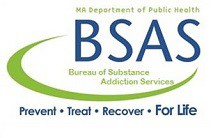 MA Department of Public Health
BSAS
Bureau of Substance
Addiction Services
Prevent • Treat • Recover • For Life